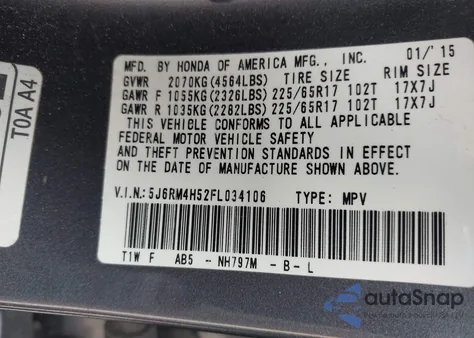 MFD. BY HONDA OF AMERICA MFG., INC. 01/'15
GVWR 2070KG(4564LBS) TIRE SIZE RIM SIZE
GAWR F 1055KG(2326LBS) 225/65R17 102T 17X7J
GAWR R 1035KG(2282LBS) 225/65R17 102T 17X7J
THIS VEHICLE CONFORMS TO ALL APPLICABLE
FEDERAL MOTOR VEHICLE SAFETY
AND THEFT PREVENTION STANDARDS IN EFFECT
ON THE DATE OF MANUFACTURE SHOWN ABOVE.
V.I.N.:5J6RM4H52FL034106 TYPE: MPV
T1W F AB5 - NH797M - B - L
T0A A4
autoSnap